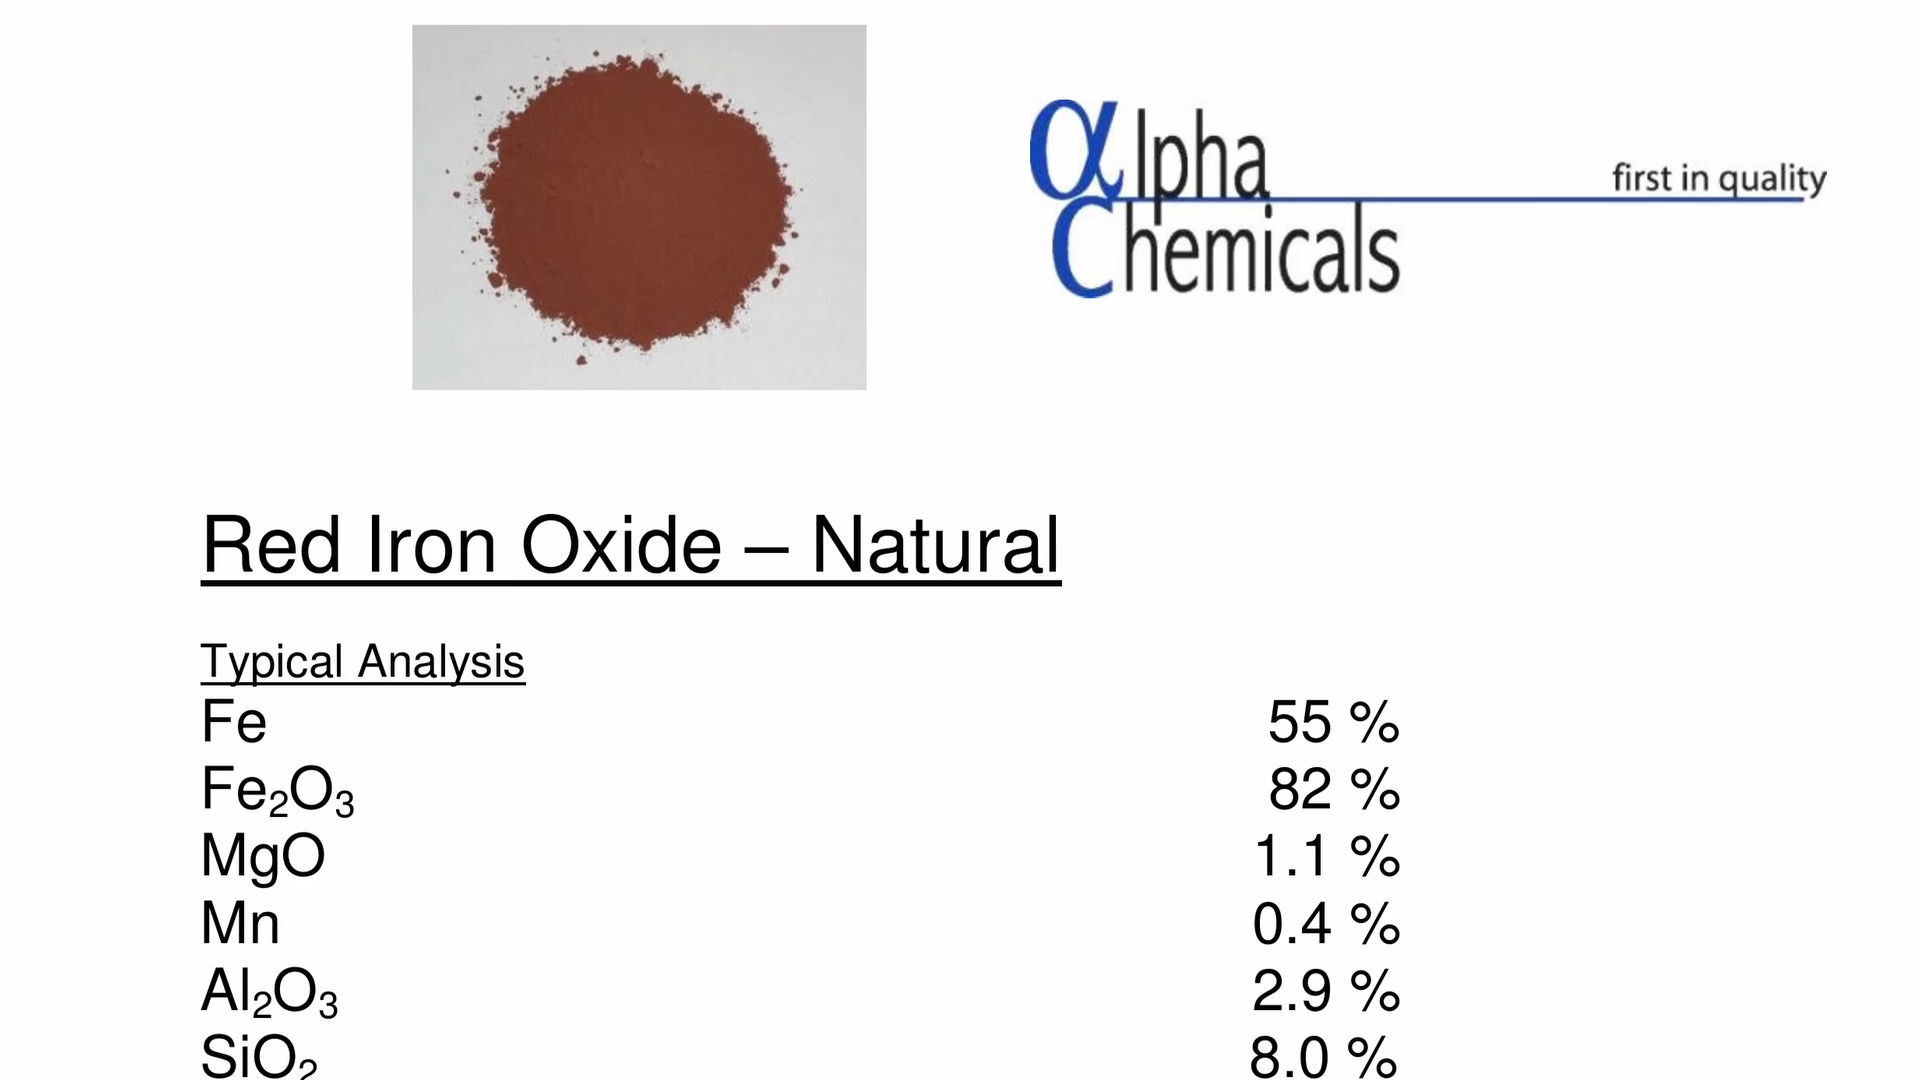 αlpha
first in quality
Chemicals
Red Iron Oxide – Natural
Typical Analysis
Fe 55 %
Fe₂O₃ 82 %
MgO 1.1 %
Mn 0.4 %
Al₂O₃ 2.9 %
SiO₂ 8.0 %